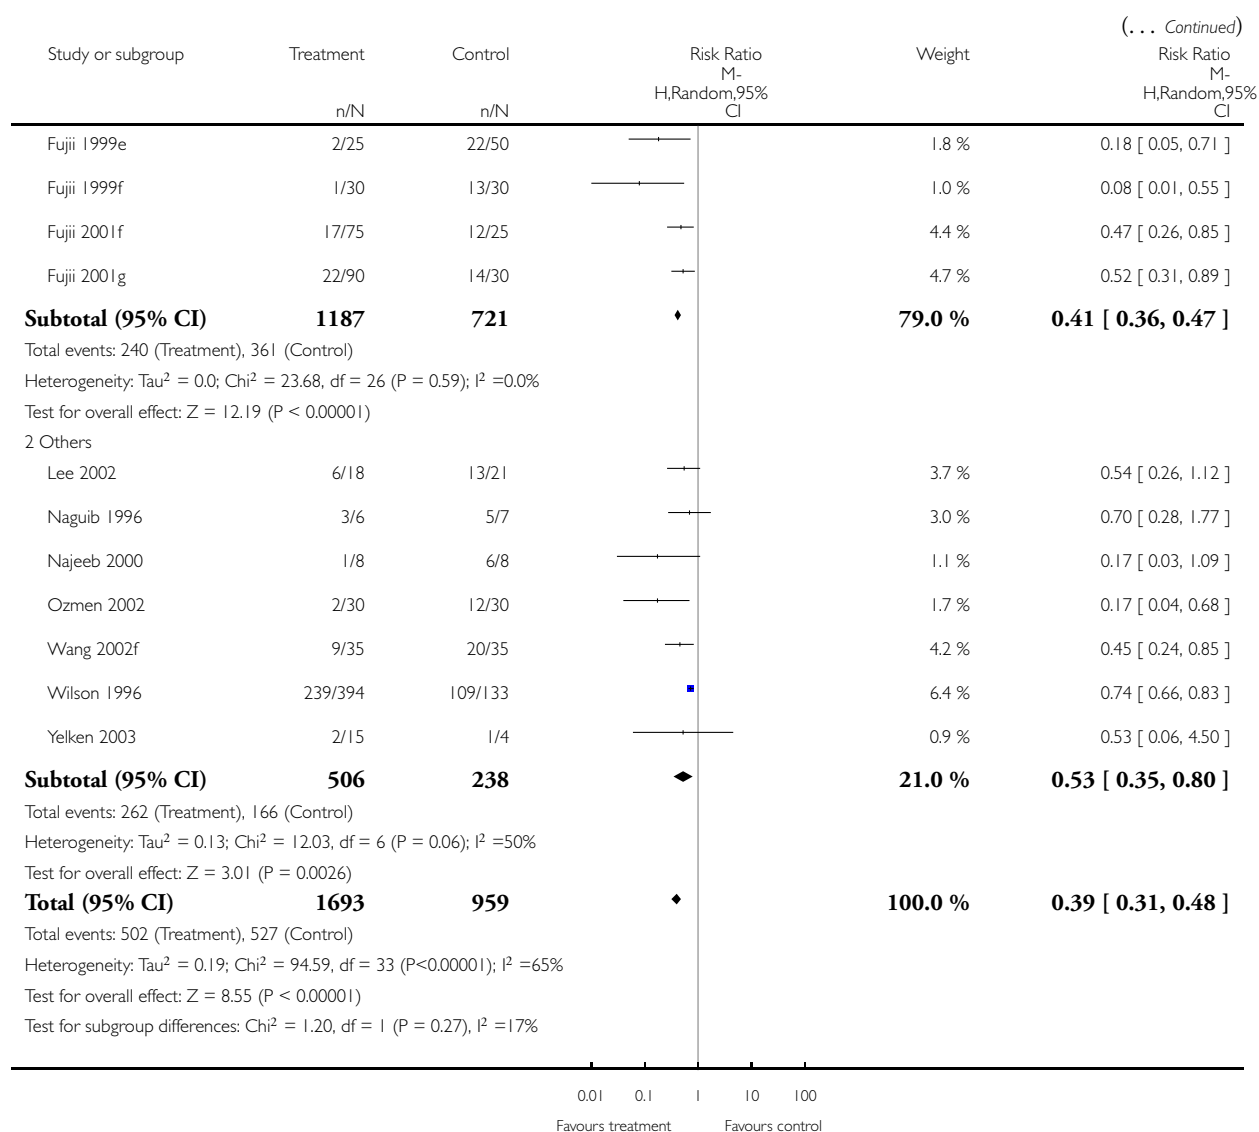 (... Continued)
Study or subgroup Treatment Control Risk Ratio Weight Risk Ratio
M-
H,Random,95%
CI
M-
H,Random,95%
CI
n/N n/N
Fujii 1999e 2/25 22/50 1.8 % 0.18 [ 0.05, 0.71 ]
Fujii 1999f 1/30 13/30 1.0 % 0.08 [ 0.01, 0.55 ]
Fujii 2001f 17/75 12/25 4.4 % 0.47 [ 0.26, 0.85 ]
Fujii 2001g 22/90 14/30 4.7 % 0.52 [ 0.31, 0.89 ]
Subtotal (95% CI) 1187 721 79.0 % 0.41 [ 0.36, 0.47 ]
Total events: 240 (Treatment), 361 (Control)
Heterogeneity: Tau² = 0.0; Chi² = 23.68, df = 26 (P = 0.59); I² =0.0%
Test for overall effect: Z = 12.19 (P < 0.00001)
2 Others
Lee 2002 6/18 13/21 3.7 % 0.54 [ 0.26, 1.12 ]
Naguib 1996 3/6 5/7 3.0 % 0.70 [ 0.28, 1.77 ]
Najeeb 2000 1/8 6/8 1.1 % 0.17 [ 0.03, 1.09 ]
Ozmen 2002 2/30 12/30 1.7 % 0.17 [ 0.04, 0.68 ]
Wang 2002f 9/35 20/35 4.2 % 0.45 [ 0.24, 0.85 ]
Wilson 1996 239/394 109/133 6.4 % 0.74 [ 0.66, 0.83 ]
Yelken 2003 2/15 1/4 0.9 % 0.53 [ 0.06, 4.50 ]
Subtotal (95% CI) 506 238 21.0 % 0.53 [ 0.35, 0.80 ]
Total events: 262 (Treatment), 166 (Control)
Heterogeneity: Tau² = 0.13; Chi² = 12.03, df = 6 (P = 0.06); I² =50%
Test for overall effect: Z = 3.01 (P = 0.0026)
Total (95% CI) 1693 959 100.0 % 0.39 [ 0.31, 0.48 ]
Total events: 502 (Treatment), 527 (Control)
Heterogeneity: Tau² = 0.19; Chi² = 94.59, df = 33 (P<0.00001); I² =65%
Test for overall effect: Z = 8.55 (P < 0.00001)
Test for subgroup differences: Chi² = 1.20, df = 1 (P = 0.27), I² =17%
0.01 0.1 1 10 100
Favours treatment Favours control